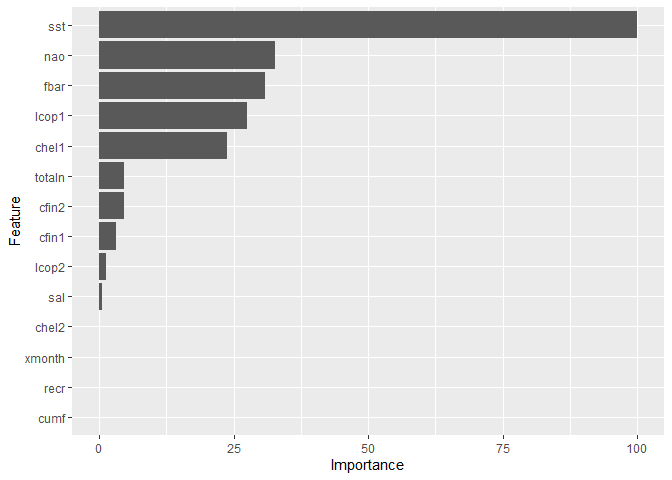 Feature
sst
nao
fbar
lcop1
chel1
totaln
cfin2
cfin1
lcop2
sal
chel2
xmonth
recr
cumf
0 25 50 75 100
Importance